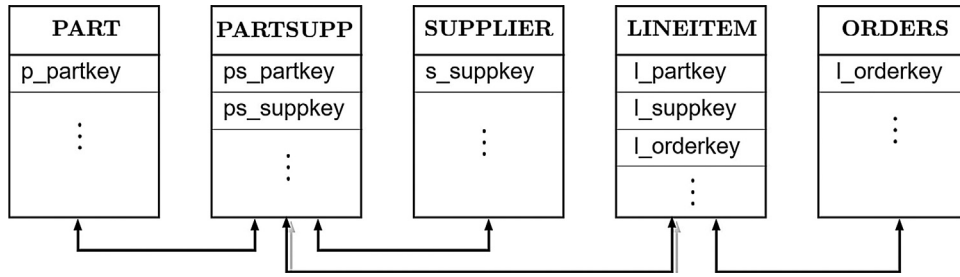 PART
p_partkey
PARTSUPP
ps_partkey
ps_suppkey
SUPPLIER
s_suppkey
LINEITEM
l_partkey
l_suppkey
l_orderkey
ORDERS
l_orderkey